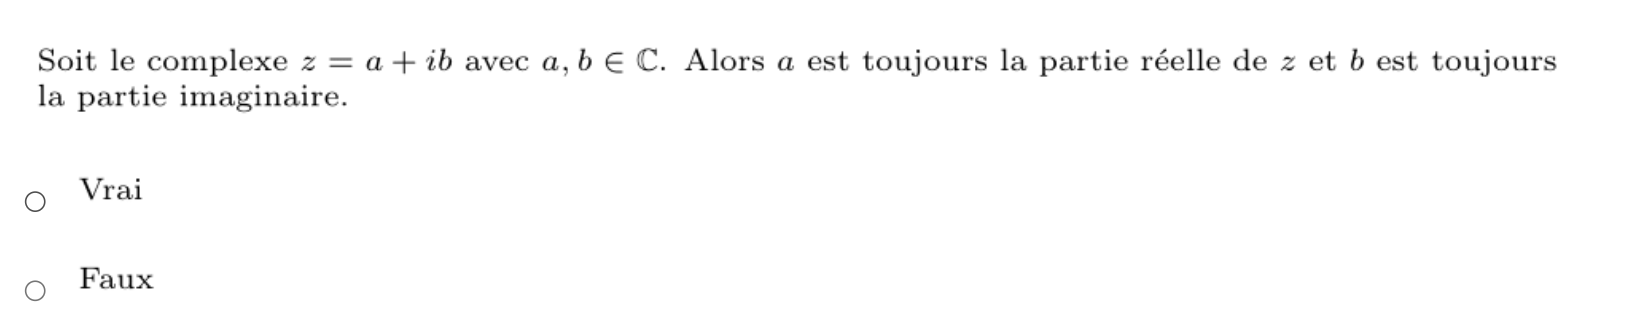 Soit le complexe z = a + ib avec a, b ∈ ℂ. Alors a est toujours la partie réelle de z et b est toujours
la partie imaginaire.
Vrai
Faux